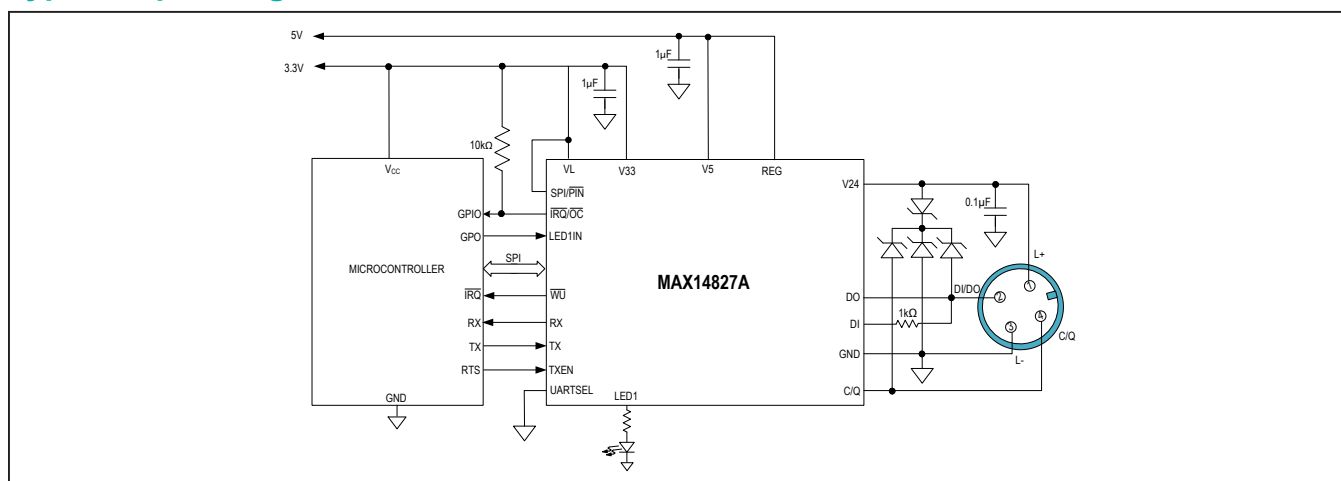 5V
3.3V
1µF
1µF
10kΩ
VCC
VL
V33
V5
REG
SPI/PIN
V24
0.1µF
GPIO
IRQ/OC
GPO
LED1IN
L+
SPI
MICROCONTROLLER
MAX14827A
IRQ
WU
DO
DI/DO
2
1
RX
RX
DI
1kΩ
3
4
C/Q
TX
TX
GND
L-
RTS
TXEN
UARTSEL
C/Q
GND
LED1